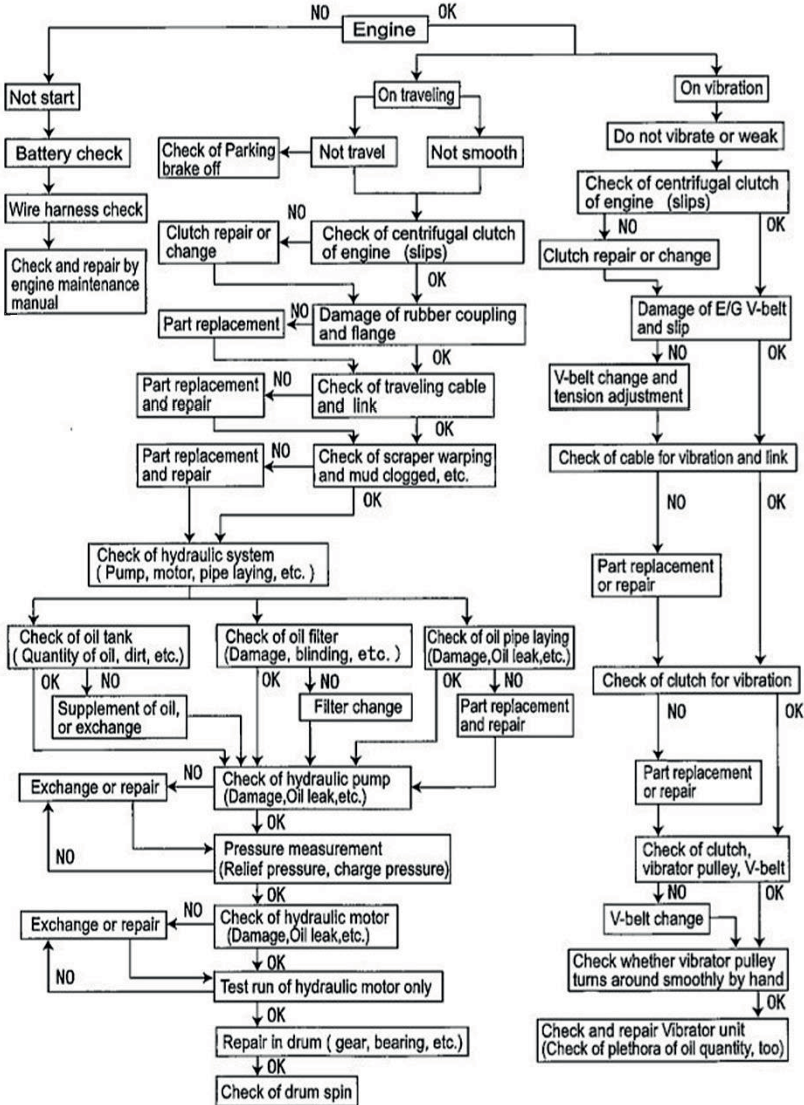 NO
OK
Engine
Not start
On traveling
On vibration
Battery check
Check of Parking
brake off
Not travel
Not smooth
Do not vibrate or weak
Wire harness check
Check of centrifugal clutch
of engine (slips)
NO
OK
Clutch repair or
change
NO
Check of centrifugal clutch
of engine (slips)
Clutch repair or change
Check and repair by
engine maintenance
manual
OK
Part replacement
NO
Damage of rubber coupling
and flange
Damage of E/G V-belt
and slip
OK
NO
OK
Part replacement
and repair
NO
Check of traveling cable
and link
V-belt change and
tension adjustment
OK
Part replacement
and repair
NO
Check of scraper warping
and mud clogged, etc.
Check of cable for vibration and link
OK
NO
OK
Check of hydraulic system
( Pump, motor, pipe laying, etc. )
Part replacement
or repair
Check of oil tank
( Quantity of oil, dirt, etc.)
Check of oil filter
(Damage, blinding, etc. )
Check of oil pipe laying
(Damage,Oil leak,etc.)
OK
NO
OK
NO
OK
NO
Check of clutch for vibration
Supplement of oil,
or exchange
Filter change
Part replacement
and repair
NO
OK
Exchange or repair
NO
Check of hydraulic pump
(Damage,Oil leak,etc.)
Part replacement
or repair
OK
NO
Pressure measurement
(Relief pressure, charge pressure)
Check of clutch,
vibrator pulley, V-belt
OK
NO
OK
Exchange or repair
NO
Check of hydraulic motor
(Damage,Oil leak,etc.)
V-belt change
OK
NO
Test run of hydraulic motor only
Check whether vibrator pulley
turns around smoothly by hand
OK
OK
Repair in drum ( gear, bearing, etc.)
Check and repair Vibrator unit
(Check of plethora of oil quantity, too)
OK
Check of drum spin